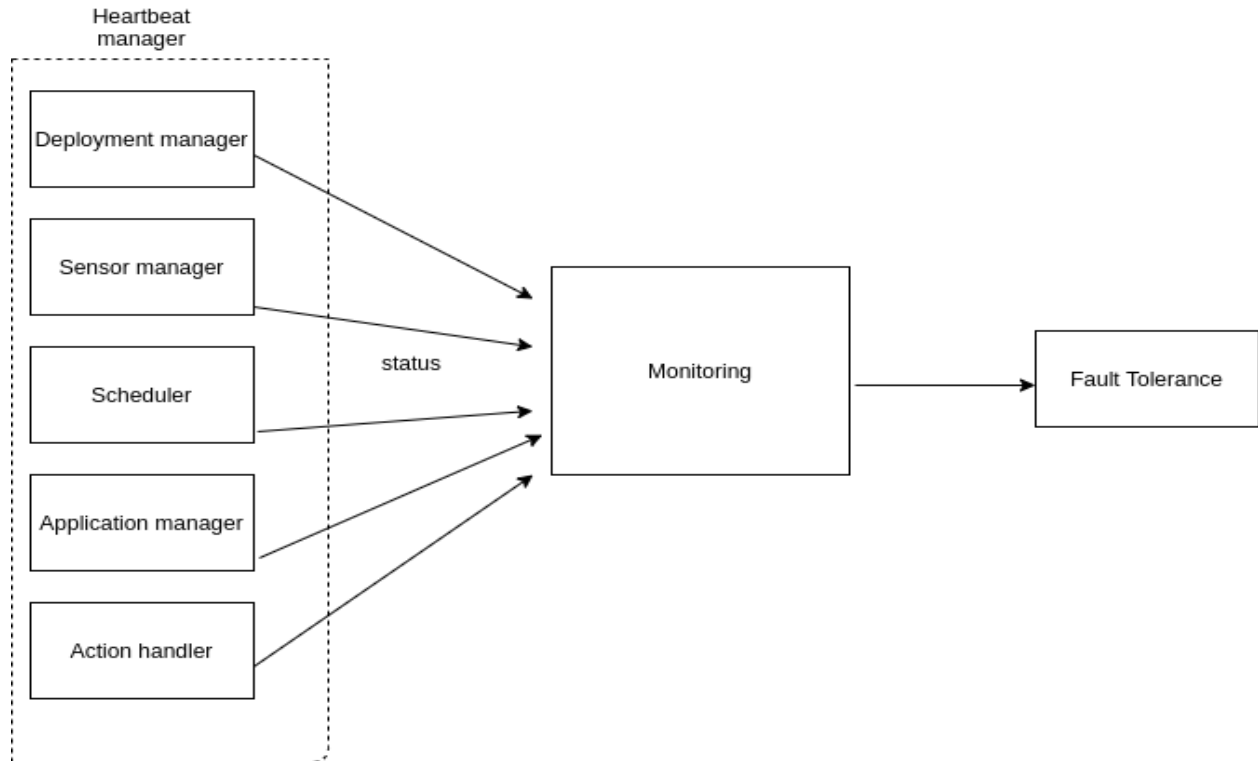 Heartbeat
manager
Deployment manager
Sensor manager
status
Scheduler
Monitoring
Fault Tolerance
Application manager
Action handler